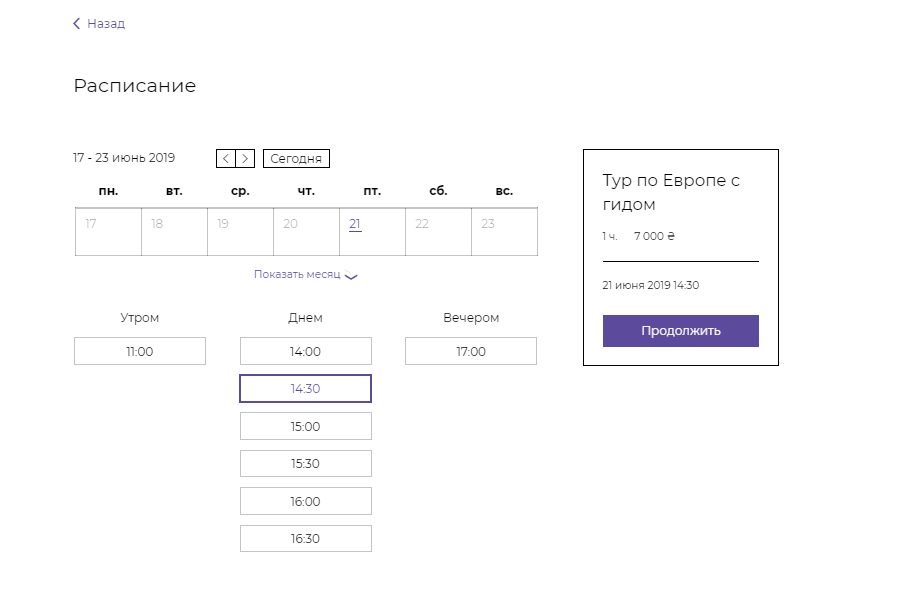 Назад
Расписание
17 - 23 июнь 2019
Сегодня
пн. вт. ср. чт. пт. сб. вс.
17 18 19 20 21 22 23
Показать месяц
Утром Днем Вечером
11:00 14:00 17:00
14:30
15:00
15:30
16:00
16:30
Тур по Европе с
гидом
1 ч. 7 000 ₴
21 июня 2019 14:30
Продолжить